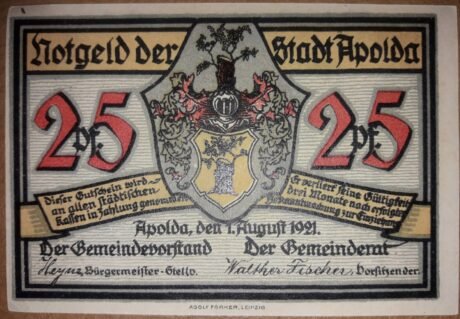 Notgeld der Stadt Apolda
25 Pf. 25 Pf.
Dieser Gutschein wird
an allen städtischen
Kassen in Zahlung genommen
Er verliert seine Gültigkeit
drei Monate nach erfolgter
zur Einziehung
Apolda, den 1. August 1921.
Der Gemeindevorstand Der Gemeinderat
Heyne Bürgermeister-Stellv. Walther Fischer, Vorsitzender.
ADOLF FORKER, LEIPZIG